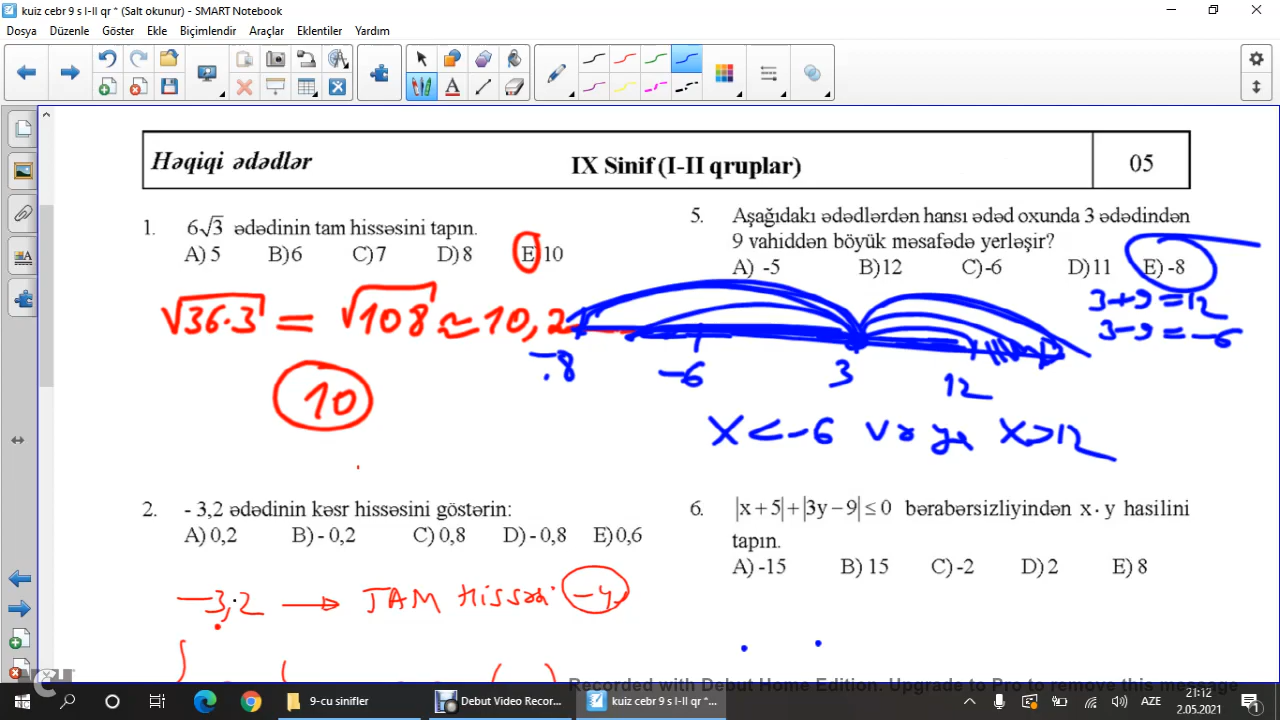 kuiz cebr 9 s I-II qr * (Salt okunur) - SMART Notebook
Dosya Düzenle Göster Ekle Biçimlendir Araçlar Eklentiler Yardım
Həqiqi ədədlər
IX Sinif (I-II qruplar)
05
1. 6√3 ədədinin tam hissəsini tapın.
A) 5 B) 6 C) 7 D) 8 E) 10
√36·3 = √108 ≈ 10,2
10
2. - 3,2 ədədinin kəsr hissəsini göstərin:
A) 0,2 B) - 0,2 C) 0,8 D) - 0,8 E) 0,6
-3,2 → TAM Hissəsi -4
5. Aşağıdakı ədədlərdən hansı ədəd oxunda 3 ədədindən
9 vahiddən böyük məsafədə yerləşir?
A) -5 B) 12 C) -6 D) 11 E) -8
3+9=12
3-9=-6
-8 -6 3 12
X<-6 və ya X>12
6. |x + 5| + |3y − 9| ≤ 0 bərabərsizliyindən x · y hasilini
tapın.
A) -15 B) 15 C) -2 D) 2 E) 8
Recorded with Debut Home Edition. Upgrade to Pro to remove this message
9-cu sinifler
Debut Video Recor...
kuiz cebr 9 s I-II qr *...
AZE
21:12
2.05.2021
1